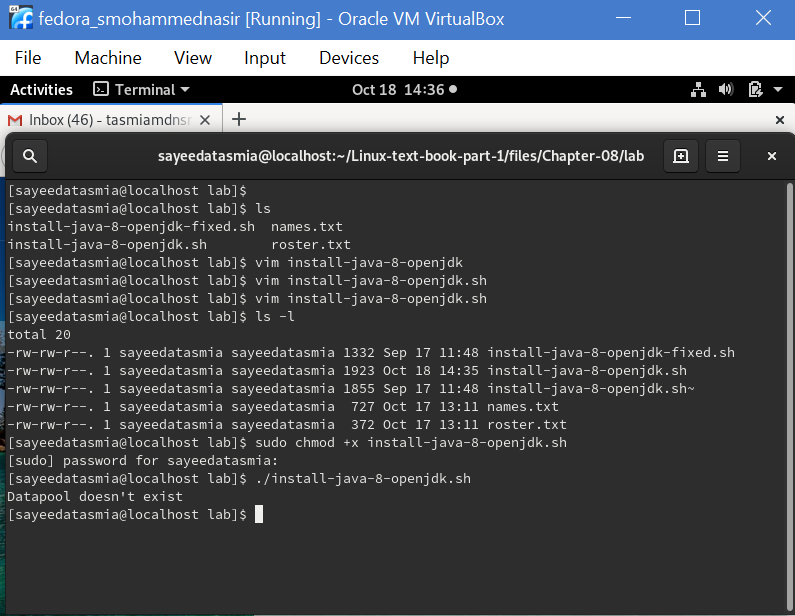 64
fedora_smohammednasir [Running] - Oracle VM VirtualBox
File Machine View Input Devices Help
Activities Terminal Oct 18 14:36
Inbox (46) - tasmiamdnsr
sayeedatasmia@localhost:~/Linux-text-book-part-1/files/Chapter-08/lab
[sayeedatasmia@localhost lab]$
[sayeedatasmia@localhost lab]$ ls
install-java-8-openjdk-fixed.sh names.txt
install-java-8-openjdk.sh roster.txt
[sayeedatasmia@localhost lab]$ vim install-java-8-openjdk
[sayeedatasmia@localhost lab]$ vim install-java-8-openjdk.sh
[sayeedatasmia@localhost lab]$ vim install-java-8-openjdk.sh
[sayeedatasmia@localhost lab]$ ls -l
total 20
-rw-rw-r--. 1 sayeedatasmia sayeedatasmia 1332 Sep 17 11:48 install-java-8-openjdk-fixed.sh
-rw-rw-r--. 1 sayeedatasmia sayeedatasmia 1923 Oct 18 14:35 install-java-8-openjdk.sh
-rw-rw-r--. 1 sayeedatasmia sayeedatasmia 1855 Sep 17 11:48 install-java-8-openjdk.sh~
-rw-rw-r--. 1 sayeedatasmia sayeedatasmia 727 Oct 17 13:11 names.txt
-rw-rw-r--. 1 sayeedatasmia sayeedatasmia 372 Oct 17 13:11 roster.txt
[sayeedatasmia@localhost lab]$ sudo chmod +x install-java-8-openjdk.sh
[sudo] password for sayeedatasmia:
[sayeedatasmia@localhost lab]$ ./install-java-8-openjdk.sh
Datapool doesn't exist
[sayeedatasmia@localhost lab]$